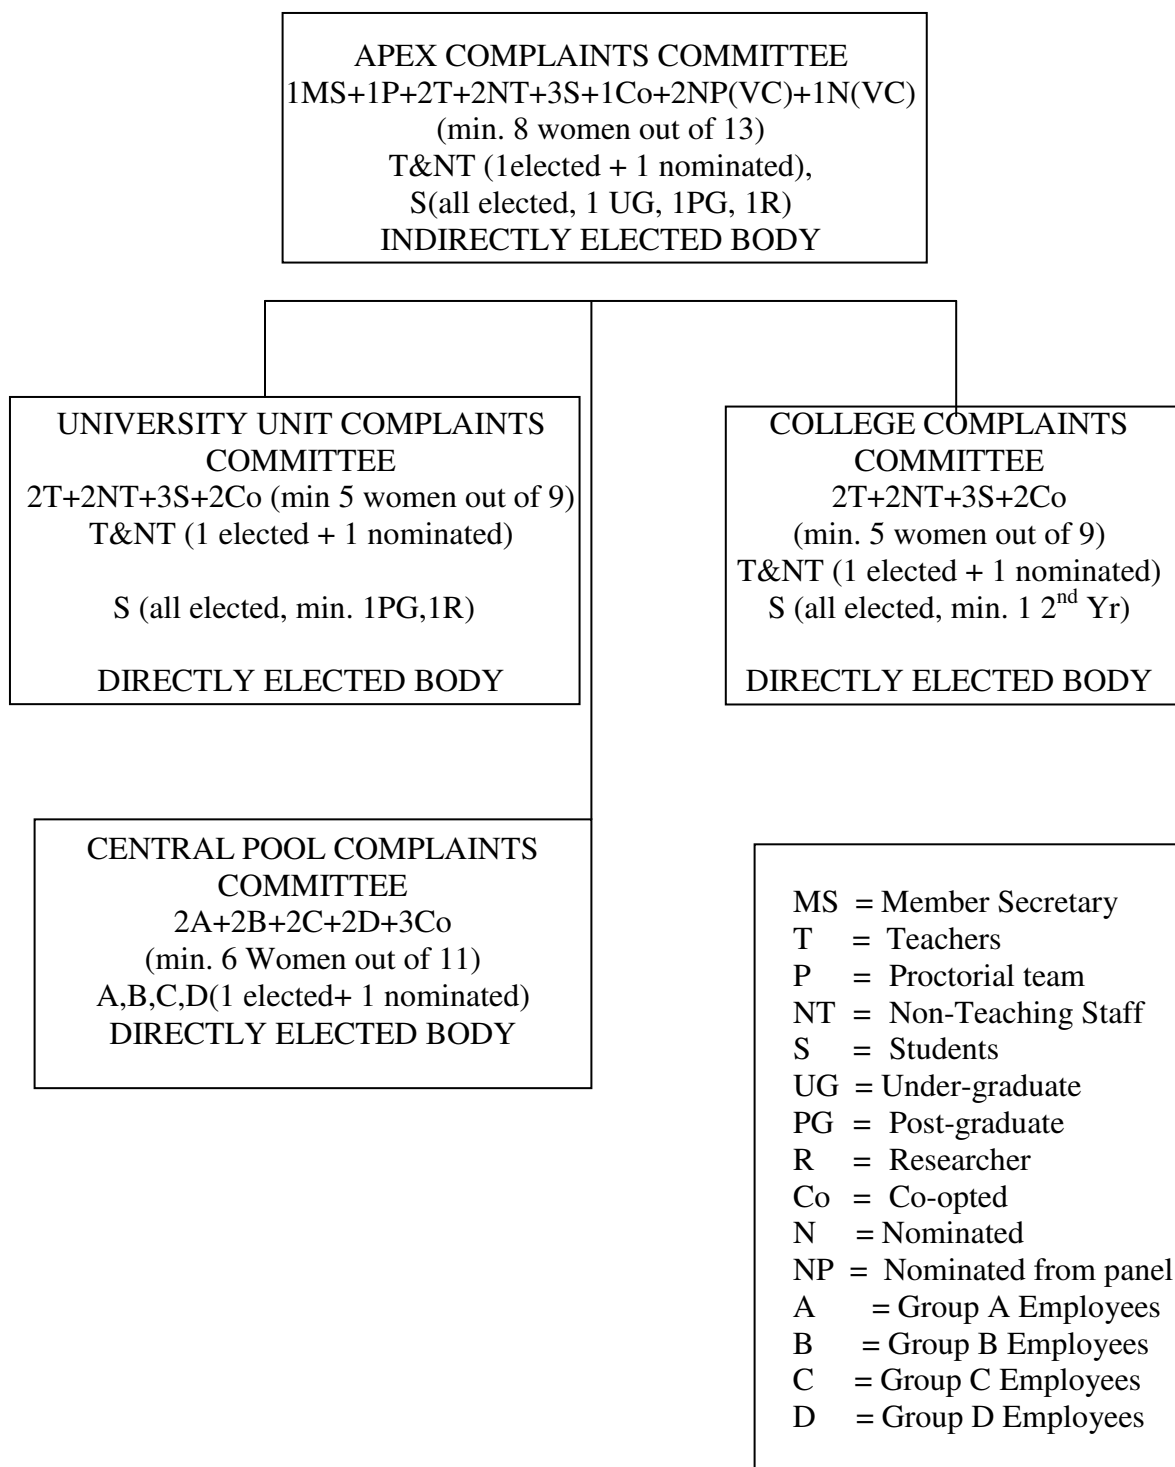 APEX COMPLAINTS COMMITTEE
1MS+1P+2T+2NT+3S+1Co+2NP(VC)+1N(VC)
(min. 8 women out of 13)
T&NT (1elected + 1 nominated),
S(all elected, 1 UG, 1PG, 1R)
INDIRECTLY ELECTED BODY
UNIVERSITY UNIT COMPLAINTS
COMMITTEE
2T+2NT+3S+2Co (min 5 women out of 9)
T&NT (1 elected + 1 nominated)
S (all elected, min. 1PG,1R)
DIRECTLY ELECTED BODY
COLLEGE COMPLAINTS
COMMITTEE
2T+2NT+3S+2Co
(min. 5 women out of 9)
T&NT (1 elected + 1 nominated)
S (all elected, min. 1 2nd Yr)
DIRECTLY ELECTED BODY
CENTRAL POOL COMPLAINTS
COMMITTEE
2A+2B+2C+2D+3Co
(min. 6 Women out of 11)
A,B,C,D(1 elected+ 1 nominated)
DIRECTLY ELECTED BODY
MS = Member Secretary
T = Teachers
P = Proctorial team
NT = Non-Teaching Staff
S = Students
UG = Under-graduate
PG = Post-graduate
R = Researcher
Co = Co-opted
N = Nominated
NP = Nominated from panel
A = Group A Employees
B = Group B Employees
C = Group C Employees
D = Group D Employees